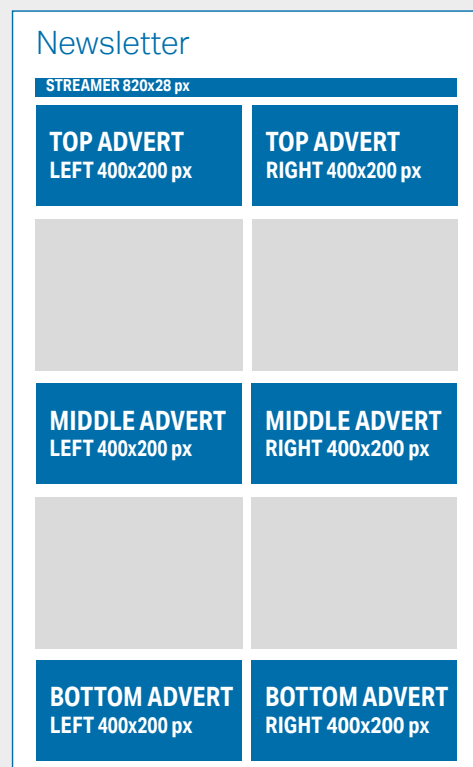 Newsletter
STREAMER 820x28 px
TOP ADVERT
LEFT 400x200 px
TOP ADVERT
RIGHT 400x200 px
MIDDLE ADVERT
LEFT 400x200 px
MIDDLE ADVERT
RIGHT 400x200 px
BOTTOM ADVERT
LEFT 400x200 px
BOTTOM ADVERT
RIGHT 400x200 px